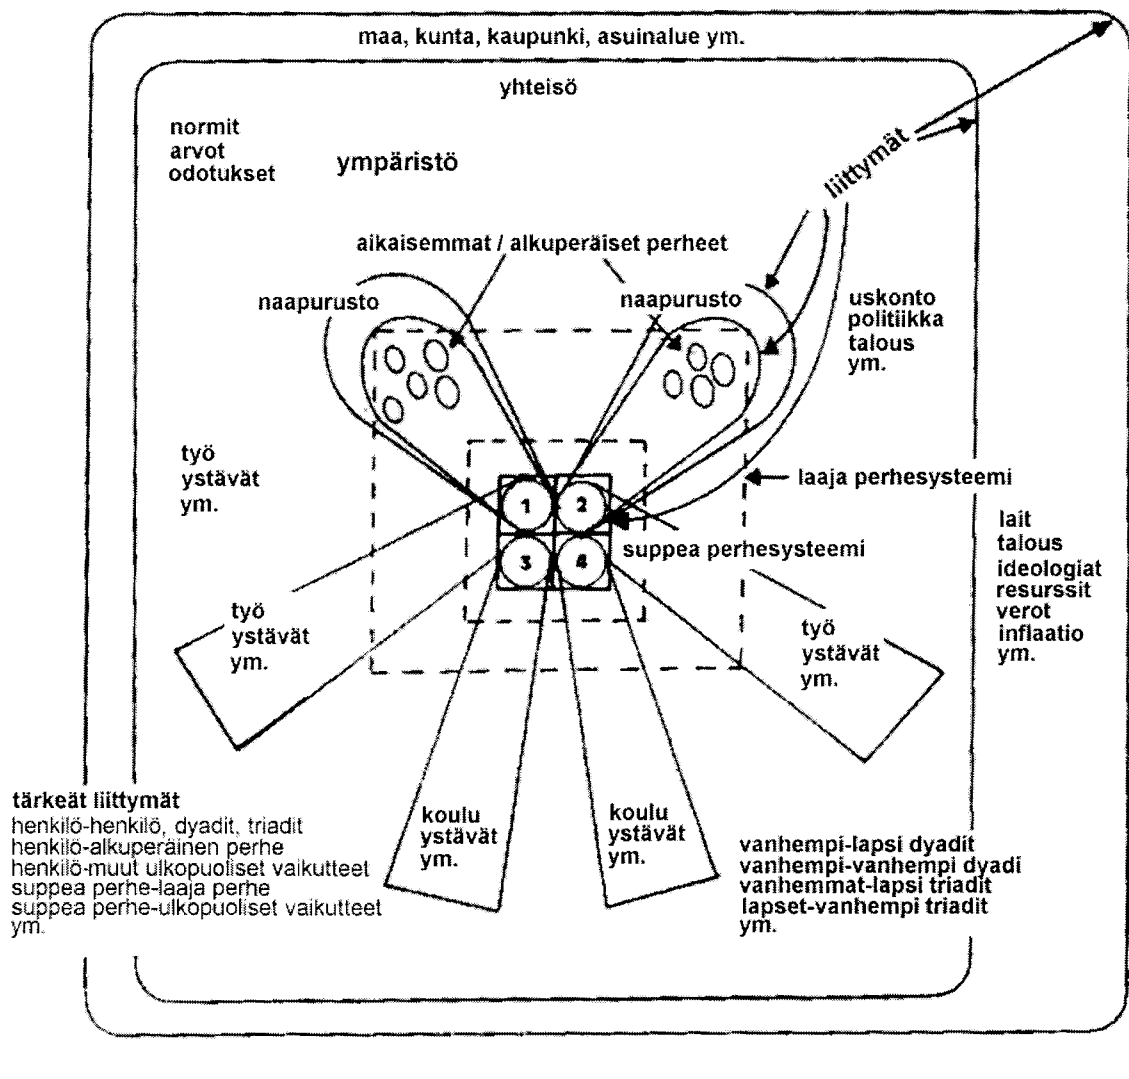 maa, kunta, kaupunki, asuinalue ym.
yhteisö
normit
arvot
odotukset
ympäristö
liittymät
aikaisemmat / alkuperäiset perheet
naapurusto
naapurusto
uskonto
politiikka
talous
ym.
työ
ystävät
ym.
laaja perhesysteemi
1
2
3
4
suppea perhesysteemi
lait
talous
ideologiat
resurssit
verot
inflaatio
ym.
työ
ystävät
ym.
työ
ystävät
ym.
koulu
ystävät
ym.
koulu
ystävät
ym.
tärkeät liittymät
henkilö-henkilö, dyadit, triadit
henkilö-alkuperäinen perhe
henkilö-muut ulkopuoliset vaikutteet
suppea perhe-laaja perhe
suppea perhe-ulkopuoliset vaikutteet
ym.
vanhempi-lapsi dyadit
vanhempi-vanhempi dyadi
vanhemmat-lapsi triadit
lapset-vanhempi triadit
ym.